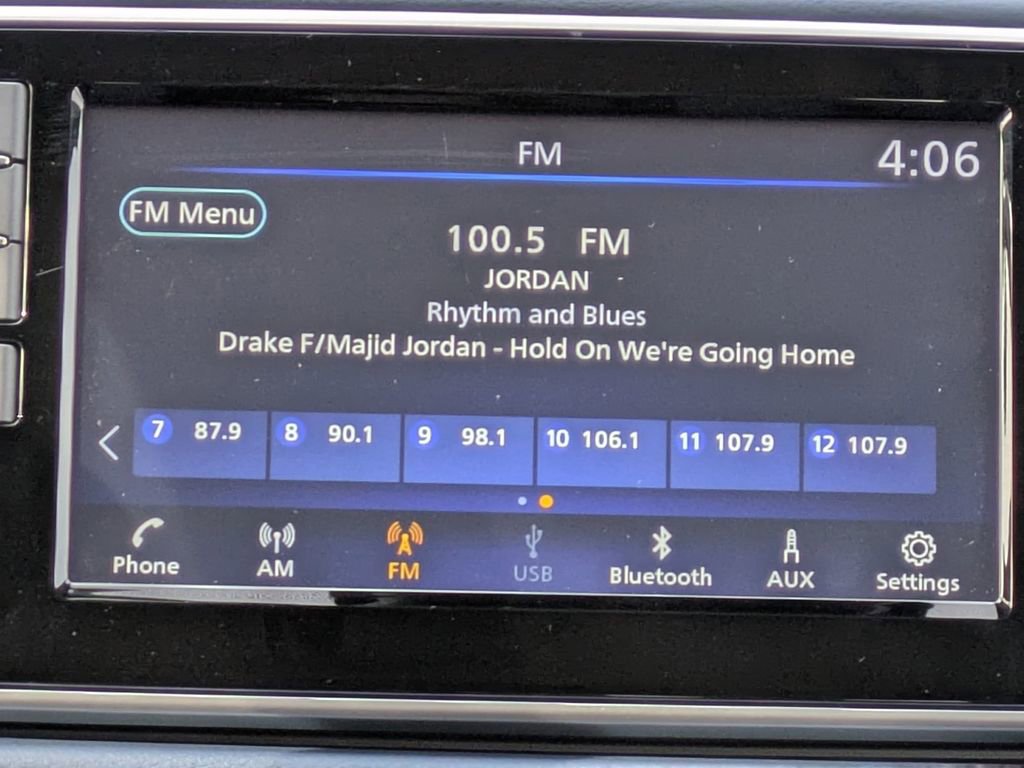 FM
4:06
FM Menu
100.5 FM
JORDAN
Rhythm and Blues
Drake F/Majid Jordan - Hold On We're Going Home
7 87.9 8 90.1 9 98.1 10 106.1 11 107.9 12 107.9
Phone AM FM USB Bluetooth AUX Settings